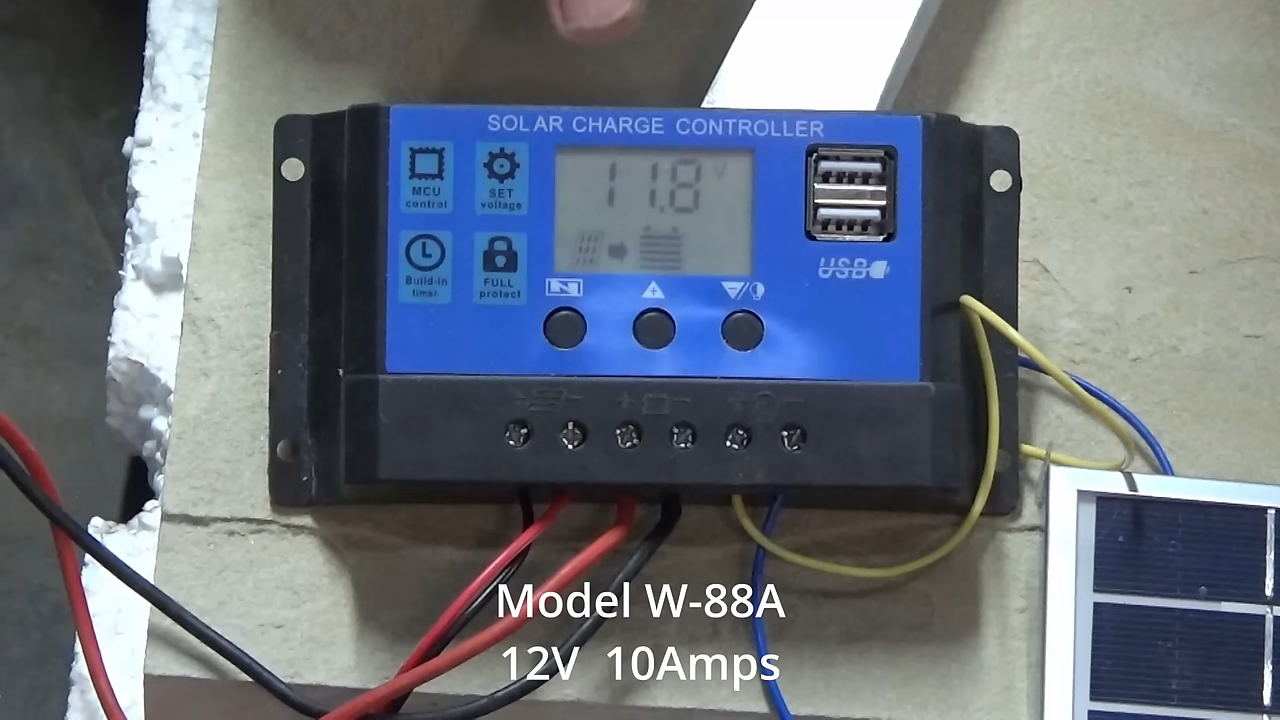 SOLAR CHARGE CONTROLLER
MCU
control
SET
voltage
11.8 V
Build-in
timer
FULL
protect
USB
+ -
+ -
+ -
Model W-88A
12V 10Amps